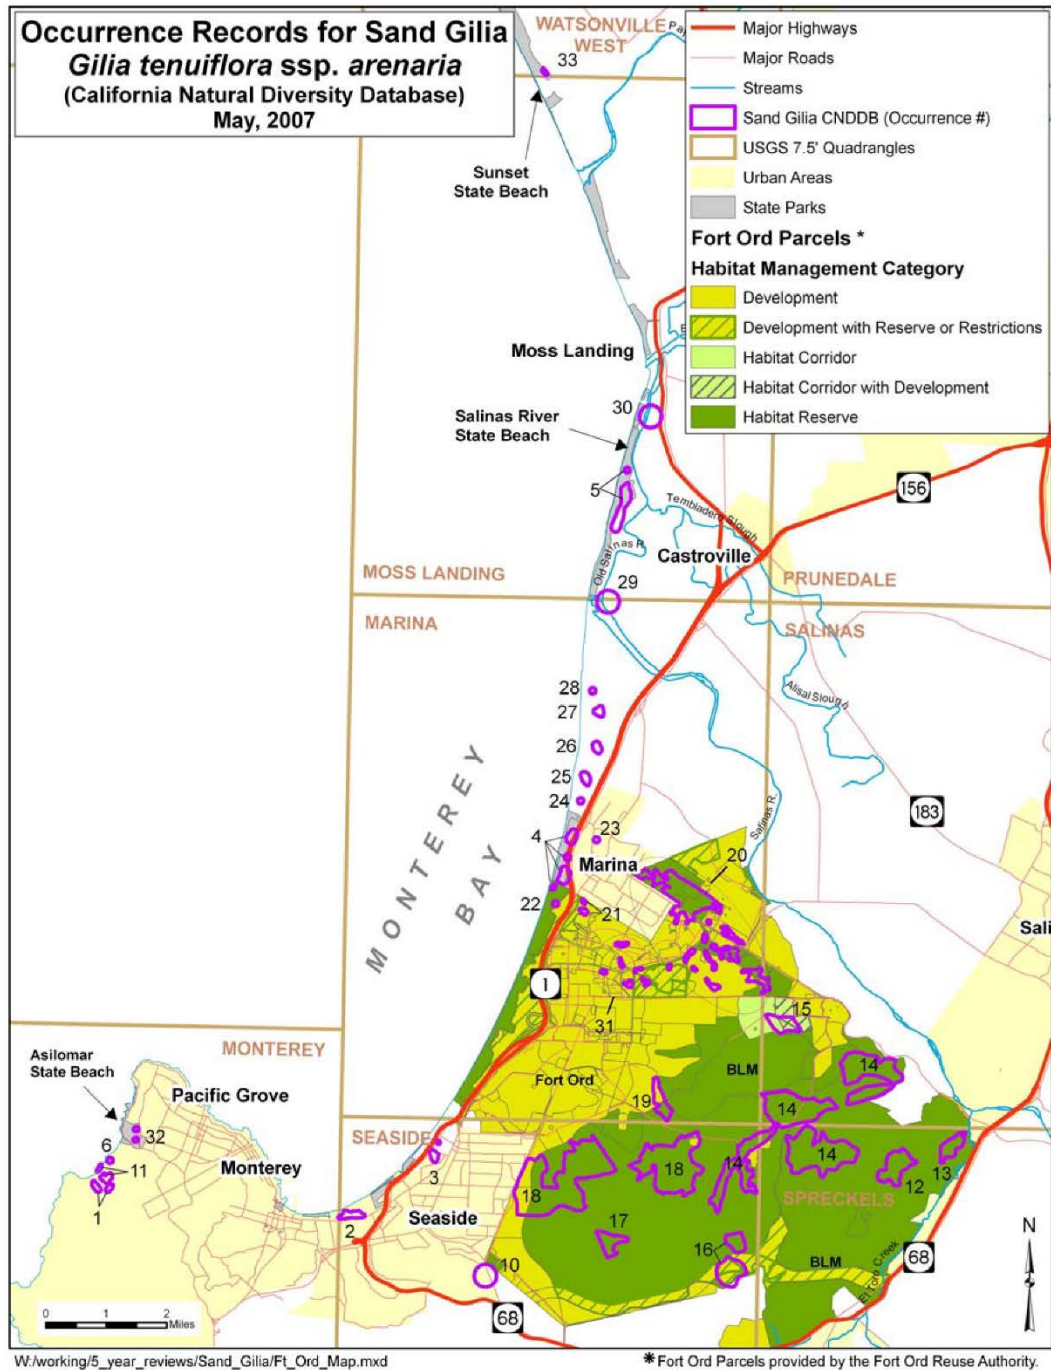 Occurrence Records for Sand Gilia
Gilia tenuiflora ssp. arenaria
(California Natural Diversity Database)
May, 2007
WATSONVILLE
WEST
33
Major Highways
Major Roads
Streams
Sand Gilia CNDDB (Occurrence #)
USGS 7.5' Quadrangles
Urban Areas
State Parks
Fort Ord Parcels *
Habitat Management Category
Development
Development with Reserve or Restrictions
Habitat Corridor
Habitat Corridor with Development
Habitat Reserve
Sunset
State Beach
Moss Landing
30
Salinas River
State Beach
5
156
Tembladero Slough
Old Salinas R.
Castroville
MOSS LANDING
29
PRUNEDALE
MARINA
SALINAS
28
27
Alisal Slough
26
25
24
183
MONTEREY
BAY
4
23
Salinas R.
Marina
20
22
21
Sali
1
31
15
Asilomar
State Beach
MONTEREY
Pacific Grove
Fort Ord
BLM
14
19
14
6
32
SEASIDE
11
Monterey
3
18
18
14
14
13
12
1
SPRECKELS
2
Seaside
17
16
N
10
BLM
68
El Toro Creek
68
0 1 2
Miles
W:/working/5_year_reviews/Sand_Gilia/Ft_Ord_Map.mxd
*Fort Ord Parcels provided by the Fort Ord Reuse Authority.